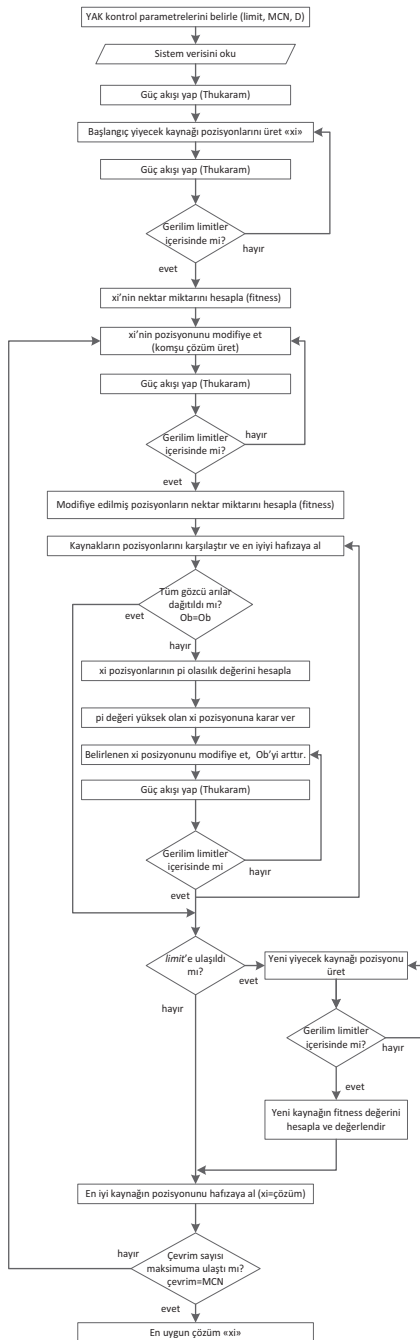 YAK kontrol parametrelerini belirle (limit, MCN, D)
Sistem verisini oku
Güç akışı yap (Thukaram)
Başlangıç yiyecek kaynağı pozisyonlarını üret «xi»
Güç akışı yap (Thukaram)
Gerilim limitler
içerisinde mi?
hayır
evet
xi’nin nektar miktarını hesapla (fitness)
xi’nin pozisyonunu modifiye et
(komşu çözüm üret)
Güç akışı yap (Thukaram)
Gerilim limitler
içerisinde mi?
hayır
evet
Modifiye edilmiş pozisyonların nektar miktarını hesapla (fitness)
Kaynakların pozisyonlarını karşılaştır ve en iyiyi hafızaya al
Tüm gözcü arılar
dağıtıldı mı?
Ob=Ob
evet
hayır
xi pozisyonlarının pi olasılık değerini hesapla
pi değeri yüksek olan xi pozisyonuna karar ver
Belirlenen xi posizyonunu modifiye et, Ob’yi arttır.
Güç akışı yap (Thukaram)
Gerilim limitler
içerisinde mi
hayır
evet
limit’e ulaşıldı
mı?
evet
hayır
Yeni yiyecek kaynağı pozisyonu
üret
Gerilim limitler
içerisinde mi?
hayır
evet
Yeni kaynağın fitness değerini
hesapla ve değerlendir
En iyi kaynağın pozisyonunu hafızaya al (xi=çözüm)
Çevrim sayısı
maksimuma ulaştı mı?
çevrim=MCN
hayır
evet
En uygun çözüm «xi»